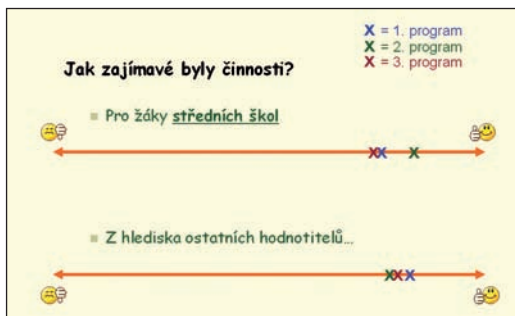 X = 1. program
X = 2. program
X = 3. program
Jak zajímavé byly činnosti?
Pro žáky středních škol
X X X
Z hlediska ostatních hodnotitelů...
X X X